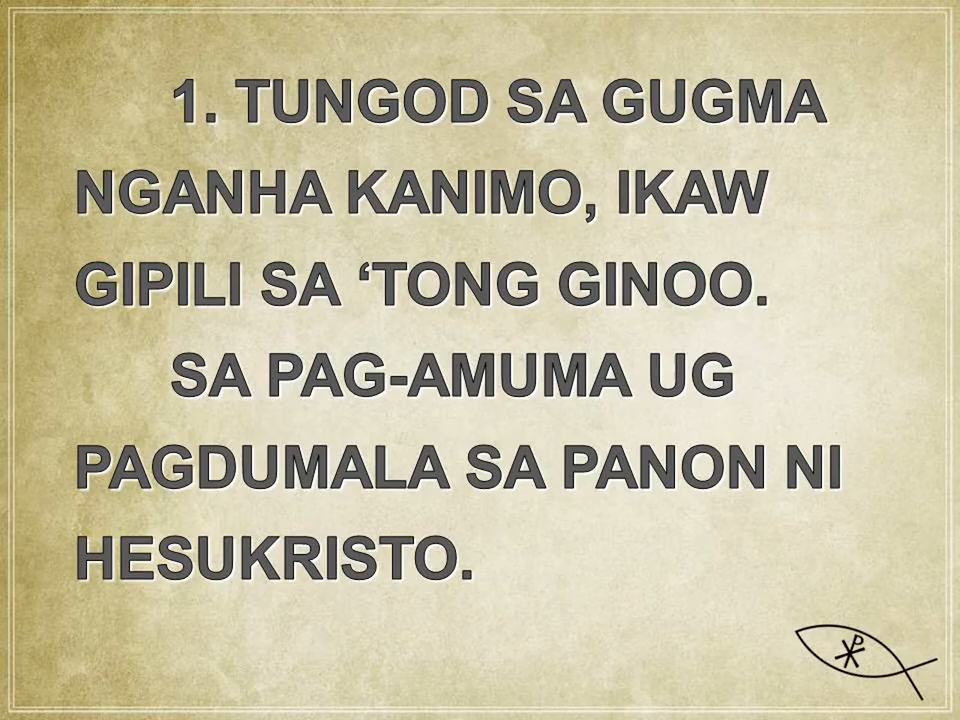 1. TUNGOD SA GUGMA
NGANHA KANIMO, IKAW
GIPILI SA ‘TONG GINOO.
SA PAG-AMUMA UG
PAGDUMALA SA PANON NI
HESUKRISTO.